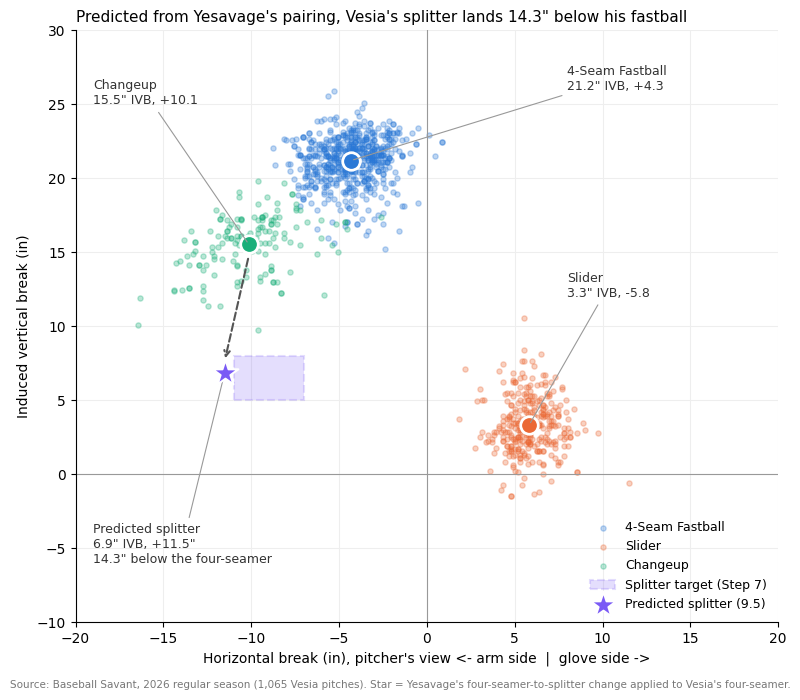 Predicted from Yesavage's pairing, Vesia's splitter lands 14.3" below his fastball
30
25
20
15
10
5
0
−5
−10
Induced vertical break (in)
Changeup
15.5" IVB, +10.1
4-Seam Fastball
21.2" IVB, +4.3
Slider
3.3" IVB, -5.8
Predicted splitter
6.9" IVB, +11.5"
14.3" below the four-seamer
4-Seam Fastball
Slider
Changeup
Splitter target (Step 7)
Predicted splitter (9.5)
−20
−15
−10
−5
0
5
10
15
20
Horizontal break (in), pitcher's view <- arm side | glove side ->
Source: Baseball Savant, 2026 regular season (1,065 Vesia pitches). Star = Yesavage's four-seamer-to-splitter change applied to Vesia's four-seamer.